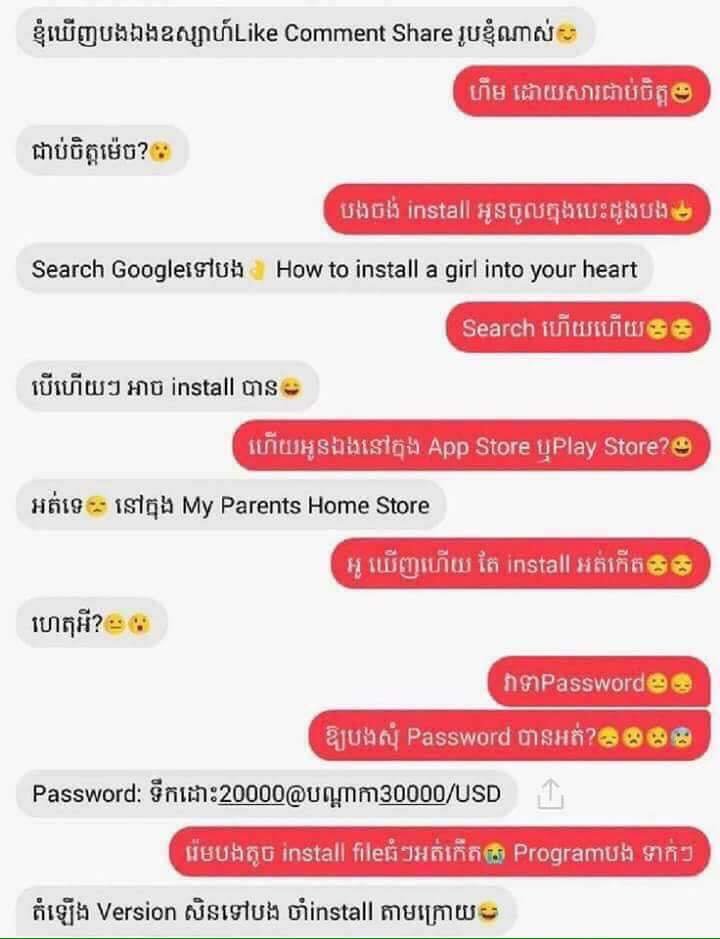 ខ្ញុំឃើញបងឯងឧស្សាហ៍Like Comment Share រូបខ្ញុំណាស់😏
ហឹម ដោយសារជាប់ចិត្ត😀
ជាប់ចិត្តម៉េច?😯
បងចង់ install អូនចូលក្នុងបេះដូងបង🤩
Search Googleទៅបង👌 How to install a girl into your heart
Search ហើយហើយ😒😒
បើហើយៗ អាច install បាន😄
ហើយអូនឯងនៅក្នុង App Store ឬPlay Store?😀
អត់ទេ😒 នៅក្នុង My Parents Home Store
អូ ឃើញហើយ តែ install អត់កើត😒😒
ហេតុអី?😐😯
វាទាPassword😐😞
ឱ្យបងសុំ Password បានអត់?😞😟😟😰
Password: ទឹកដោះ20000@បណ្ដាកា30000/USD
រ៉េមបងតូច install fileធំៗអត់កើត😭 Programបង ទាក់ៗ
តំឡើង Version សិនទៅបង ចាំinstall តាមក្រោយ😂